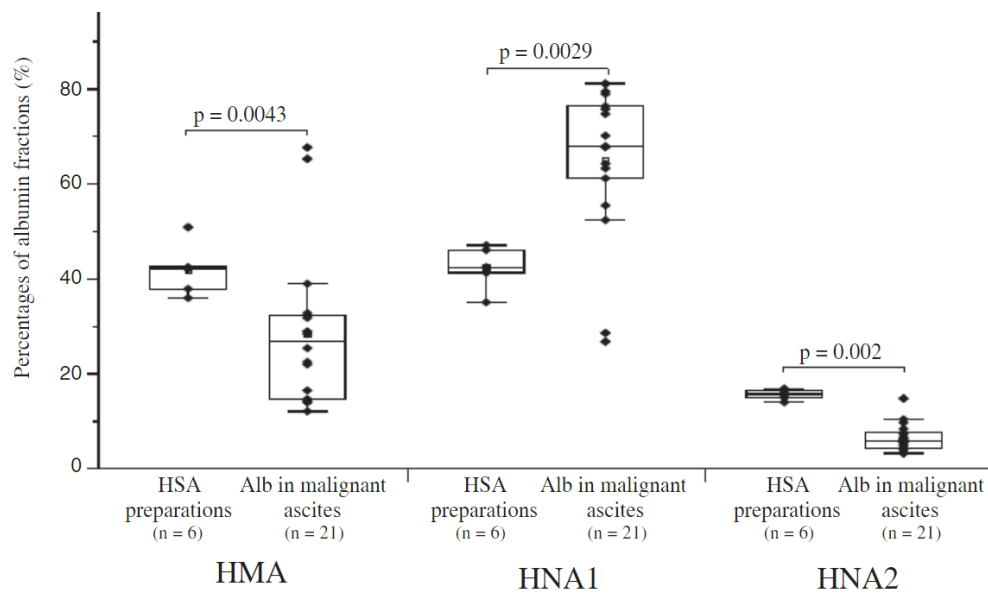 Percentages of albumin fractions (%)
80
60
40
20
0
p = 0.0043
p = 0.0029
p = 0.002
HSA preparations (n = 6)
Alb in malignant ascites (n = 21)
HSA preparations (n = 6)
Alb in malignant ascites (n = 21)
HSA preparations (n = 6)
Alb in malignant ascites (n = 21)
HMA
HNA1
HNA2